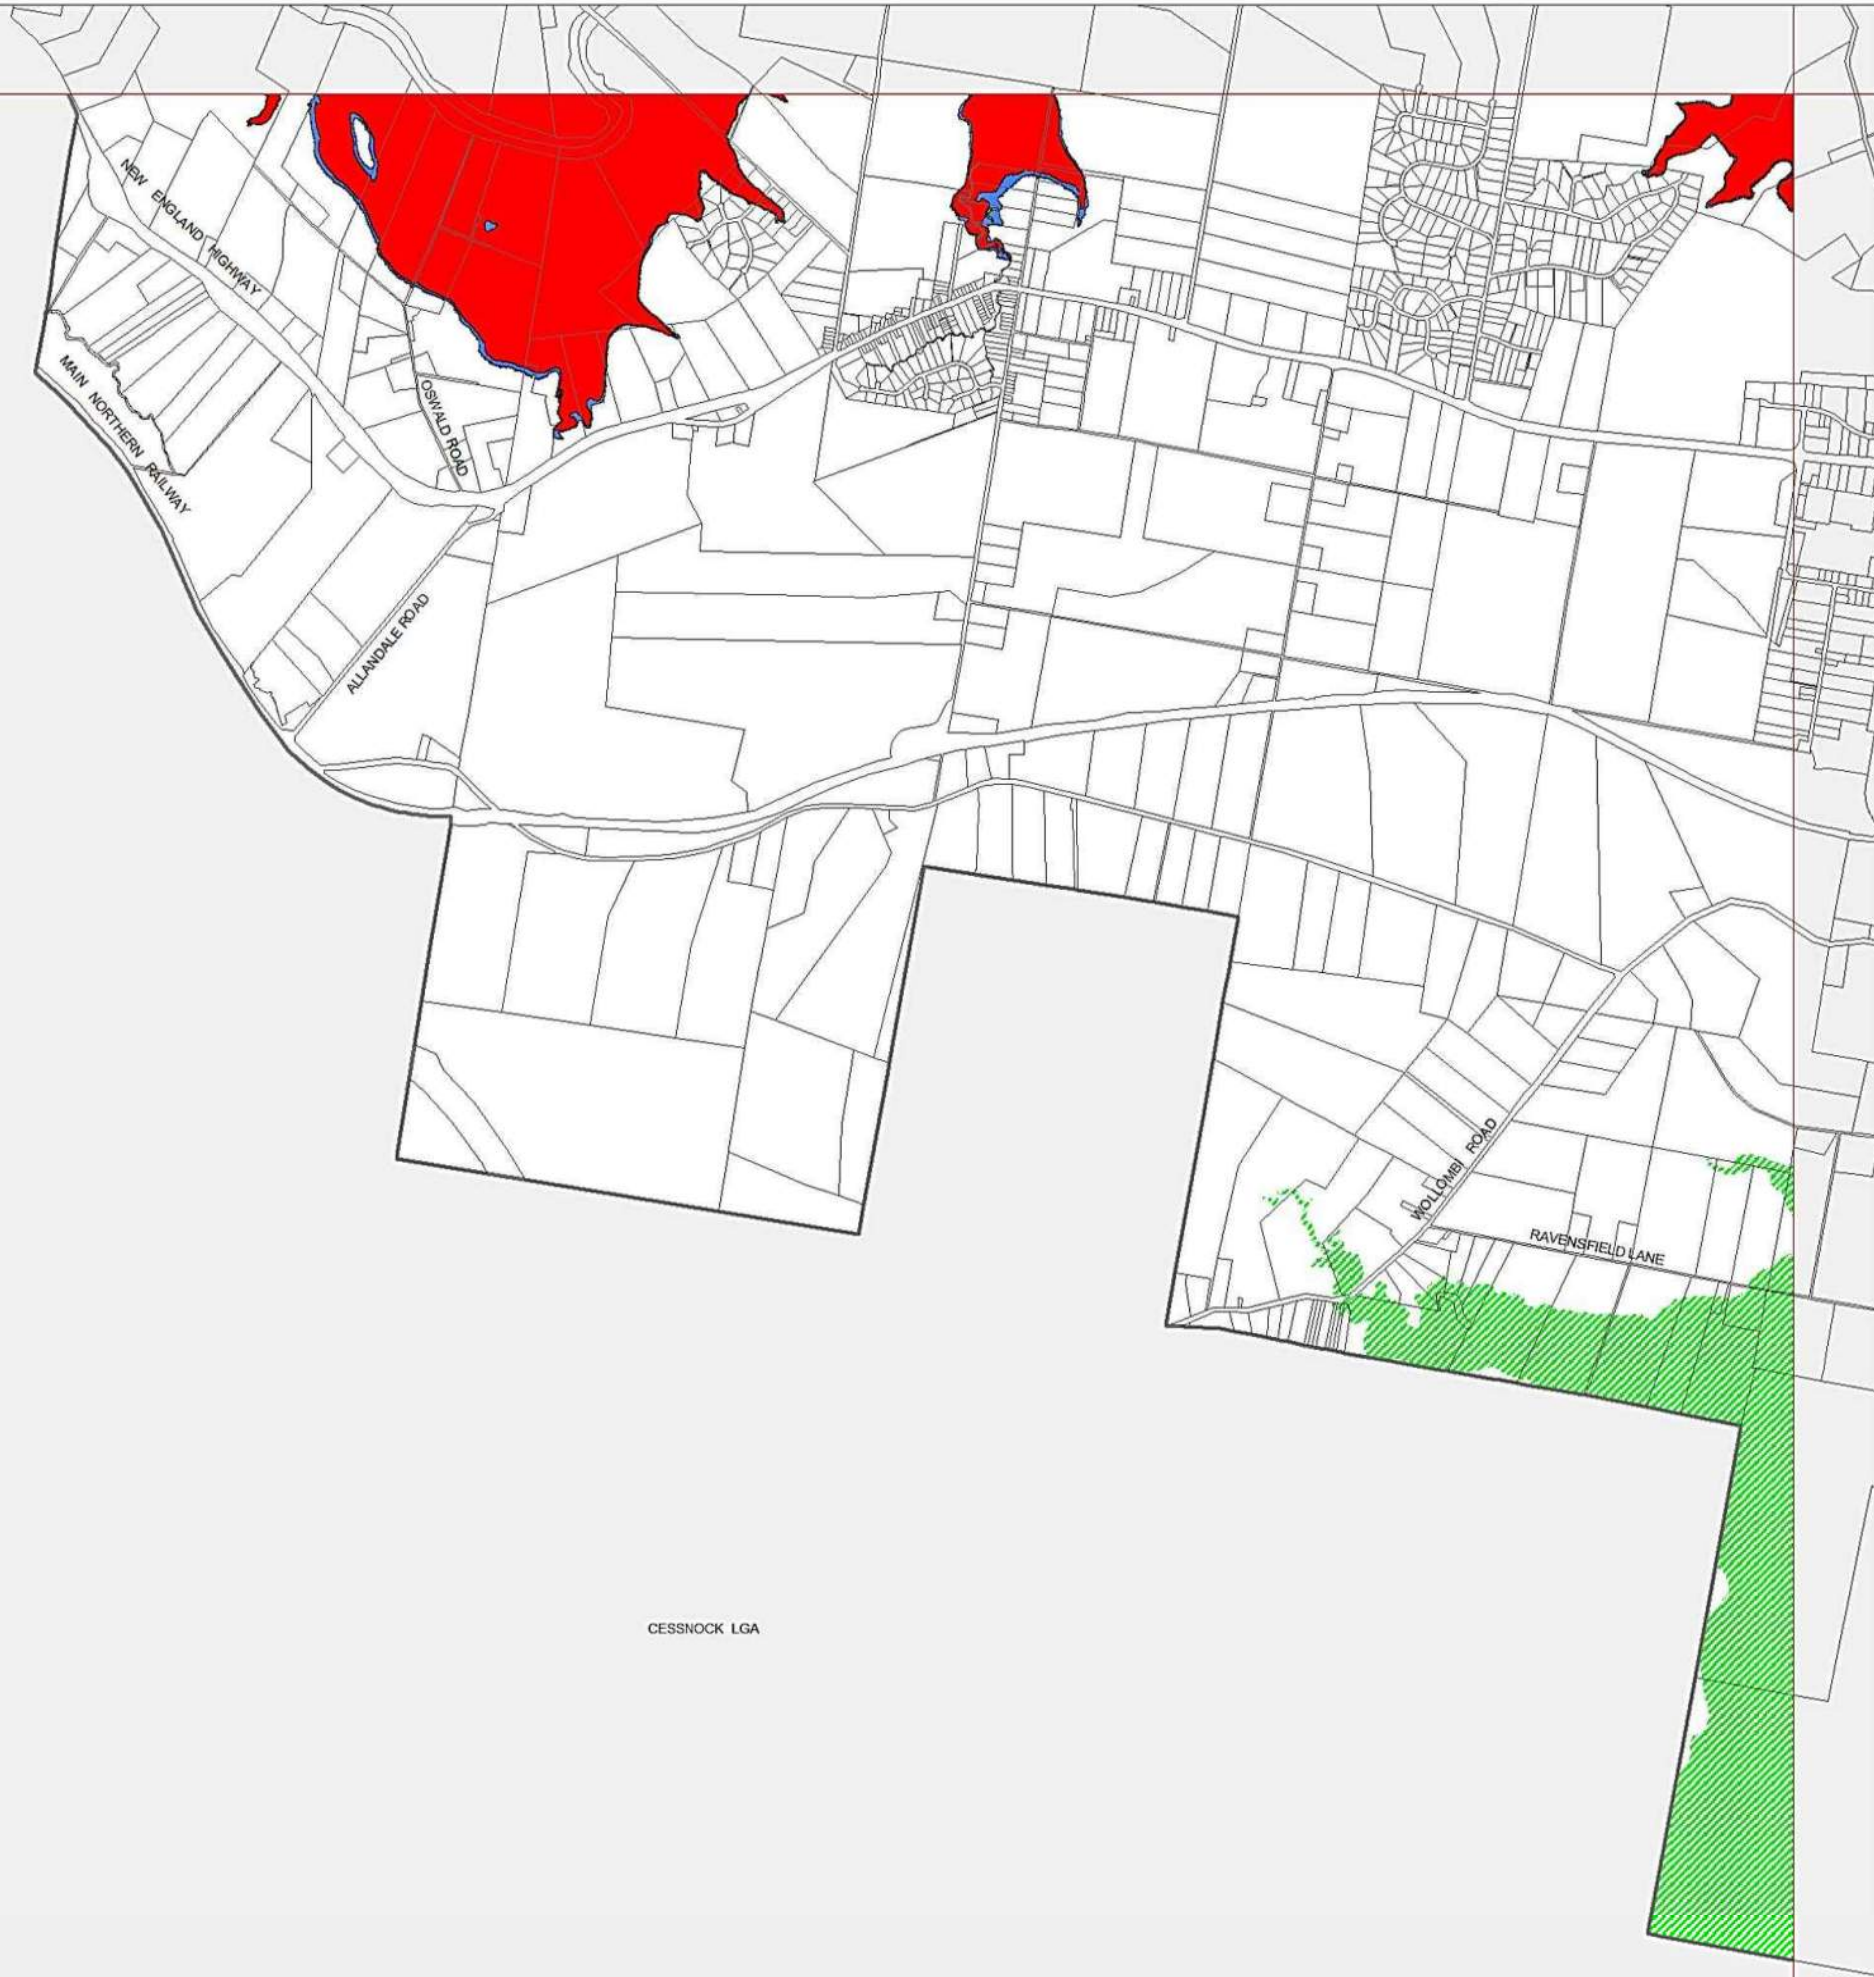 NEW ENGLAND HIGHWAY
MAIN NORTHERN RAILWAY
OSWALD ROAD
ALLANDALE ROAD
WOLLOMBI ROAD
RAVENSFIELD LANE
CESSNOCK LGA